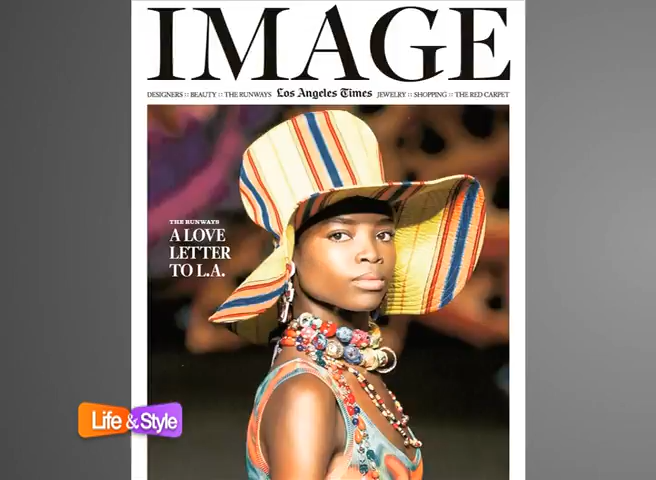 IMAGE
DESIGNERS :: BEAUTY :: THE RUNWAYS Los Angeles Times JEWELRY :: SHOPPING :: THE RED CARPET
THE RUNWAYS
A LOVE
LETTER
TO L.A.
Life & Style